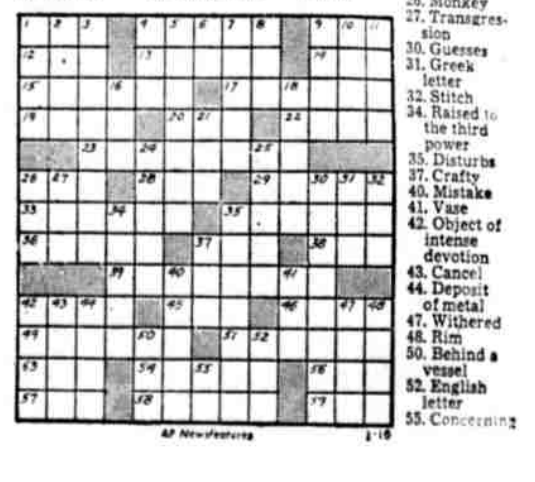 1 2 3 4 5 6 7 8 9 10 11
12 13 14
15 16 17 18
19 20 21 22
23 24 25
26 27 28 29 30 31 32
33 34 35
36 37 38
39 40 41
42 43 44 45 46 47 48
49 50 51 52
53 54 55 56
57 58 59
AP Newsfeatures
26. Monkey
27. Transgres-
sion
30. Guesses
31. Greek
letter
32. Stitch
34. Raised to
the third
power
35. Disturbs
37. Crafty
40. Mistake
41. Vase
42. Object of
intense
devotion
43. Cancel
44. Deposit
of metal
47. Withered
48. Rim
50. Behind a
vessel
52. English
letter
55. Concerning